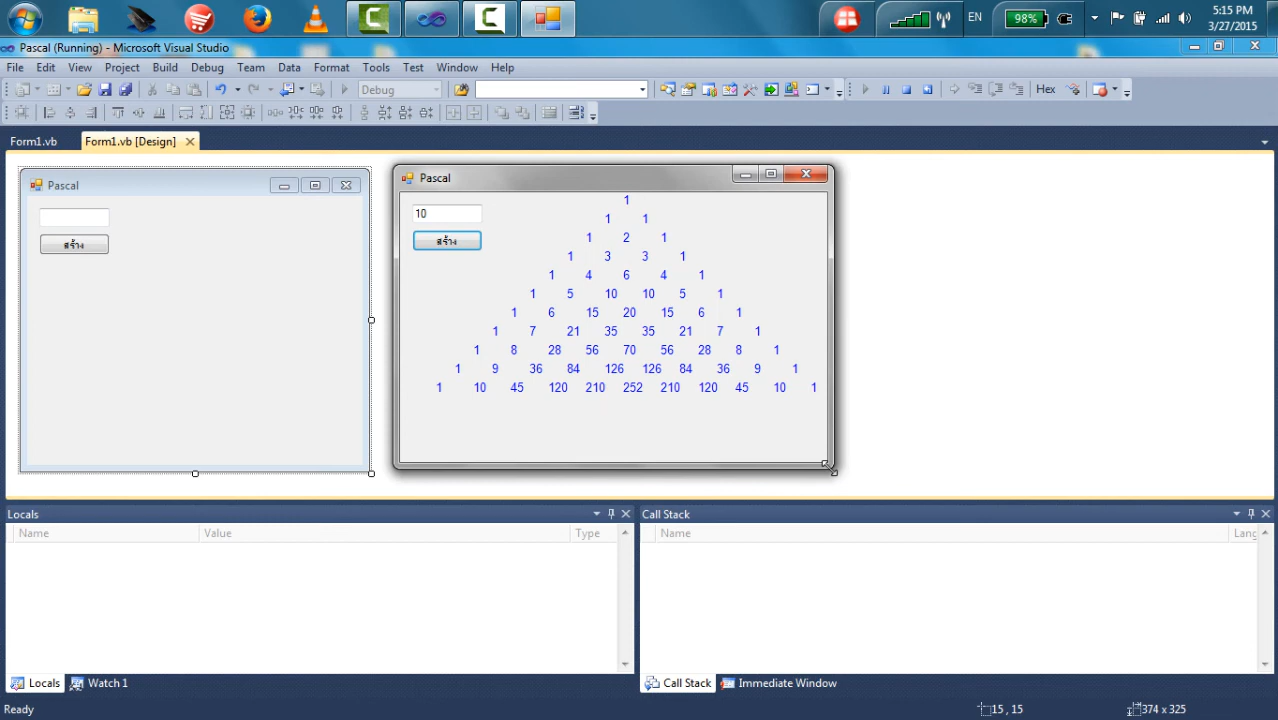 98%
EN
5:15 PM
3/27/2015
Pascal (Running) - Microsoft Visual Studio
File Edit View Project Build Debug Team Data Format Tools Test Window Help
Debug
Hex
Form1.vb Form1.vb [Design]
Pascal
สร้าง
Pascal
10
สร้าง
1
1 1
1 2 1
1 3 3 1
1 4 6 4 1
1 5 10 10 5 1
1 6 15 20 15 6 1
1 7 21 35 35 21 7 1
1 8 28 56 70 56 28 8 1
1 9 36 84 126 126 84 36 9 1
1 10 45 120 210 252 210 120 45 10 1
Locals
Name Value Type
Call Stack
Name Lang
Locals Watch 1
Call Stack Immediate Window
Ready
15 , 15
374 x 325